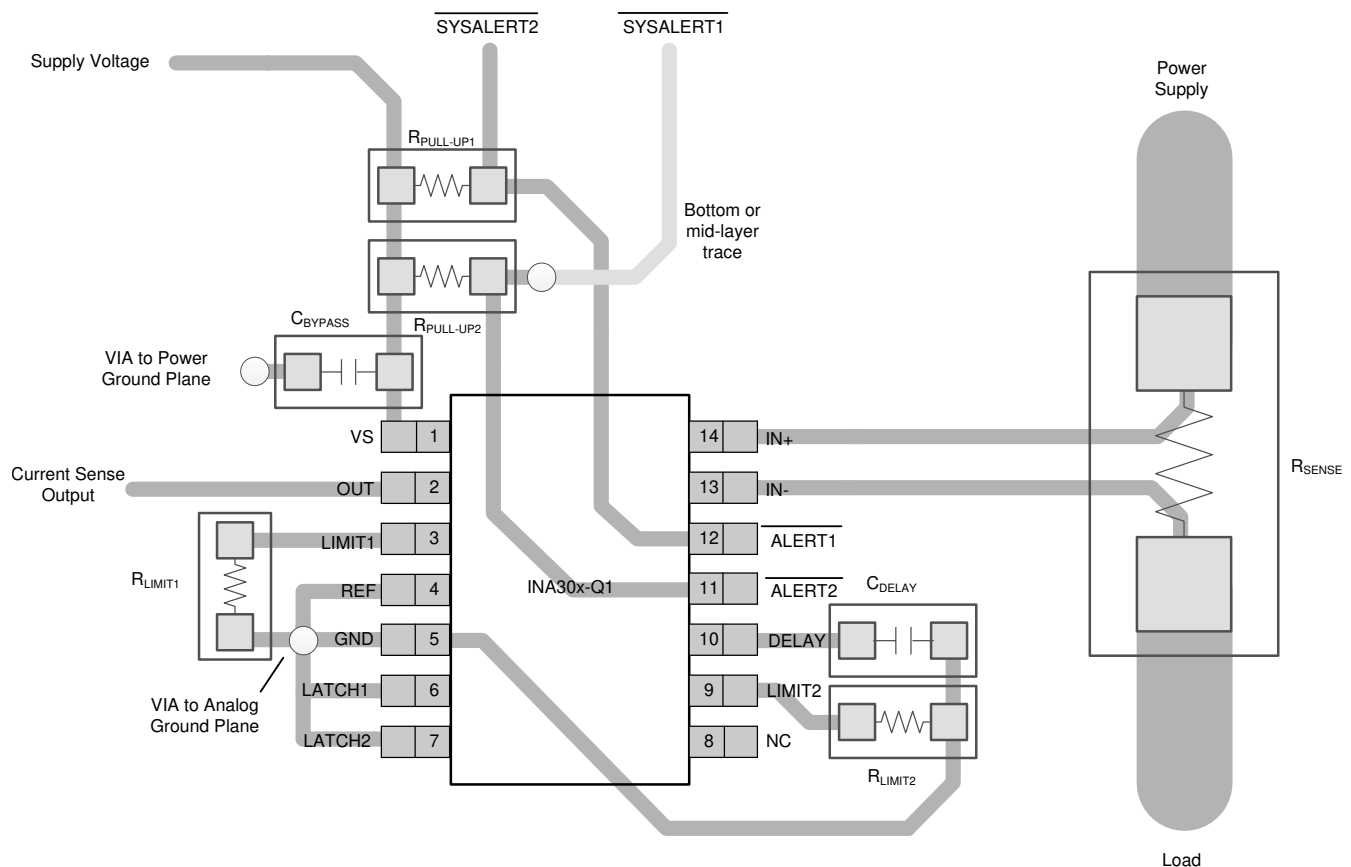 SYSALERT2
SYSALERT1
Supply Voltage
Power
Supply
RPULL-UP1
Bottom or
mid-layer
trace
CBYPASS
RPULL-UP2
VIA to Power
Ground Plane
VS
1
14
IN+
Current Sense
Output
OUT
2
13
IN-
RSENSE
LIMIT1
3
12
ALERT1
RLIMIT1
REF
4
INA30x-Q1
11
ALERT2
CDELAY
GND
5
10
DELAY
LATCH1
6
9
LIMIT2
VIA to Analog
Ground Plane
LATCH2
7
8
NC
RLIMIT2
Load